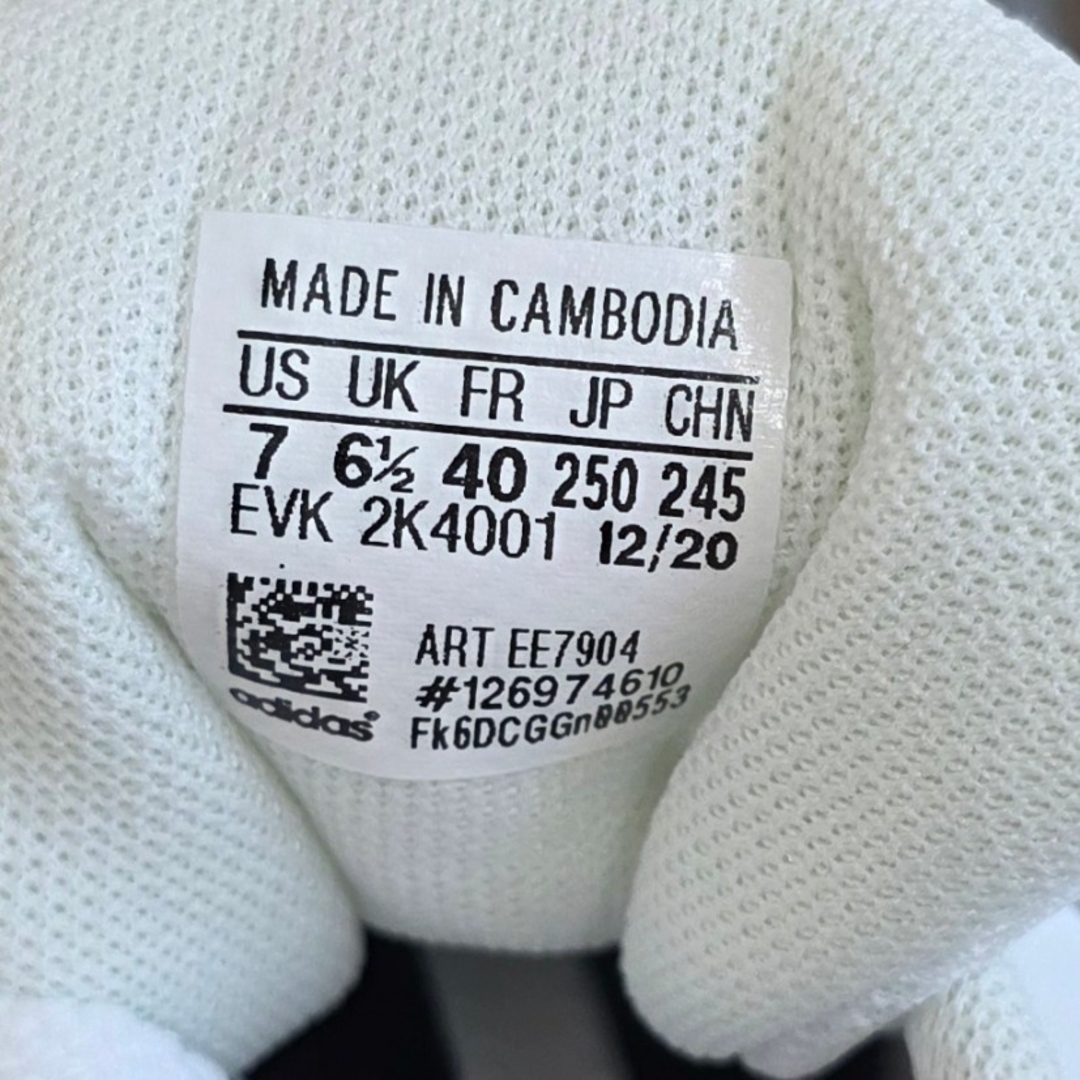 MADE IN CAMBODIA
US UK FR JP CHN
7 6½ 40 250 245
EVK 2K4001 12/20
ART EE7904
#126974610
Fk6DCGGn00553
adidas®